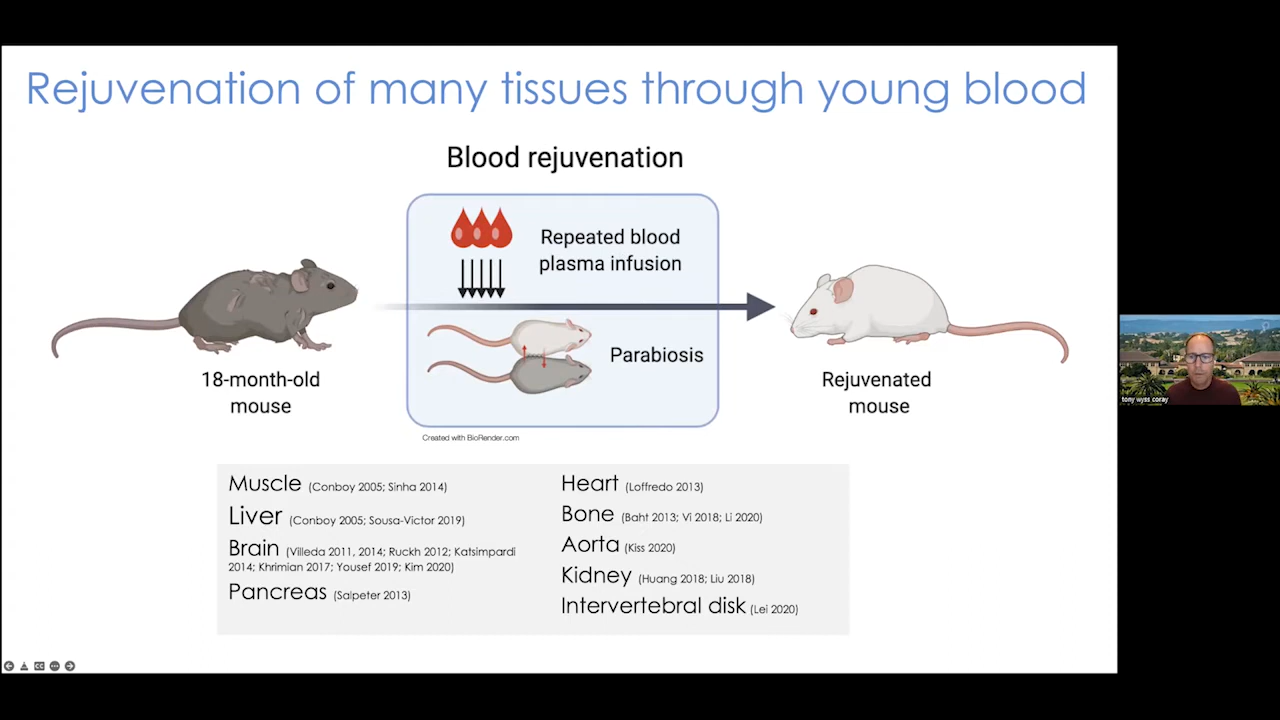 Rejuvenation of many tissues through young blood
Blood rejuvenation
Repeated blood
plasma infusion
Parabiosis
18-month-old
mouse
Rejuvenated
mouse
Created with BioRender.com
Muscle (Conboy 2005; Sinha 2014)
Liver (Conboy 2005; Sousa-Victor 2019)
Brain (Villeda 2011, 2014; Ruckh 2012; Katsimpardi
2014; Khrimian 2017; Yousef 2019; Kim 2020)
Pancreas (Salpeter 2013)
Heart (Loffredo 2013)
Bone (Baht 2013; Vi 2018; Li 2020)
Aorta (Kiss 2020)
Kidney (Huang 2018; Liu 2018)
Intervertebral disk (Lei 2020)
tony wyss coray